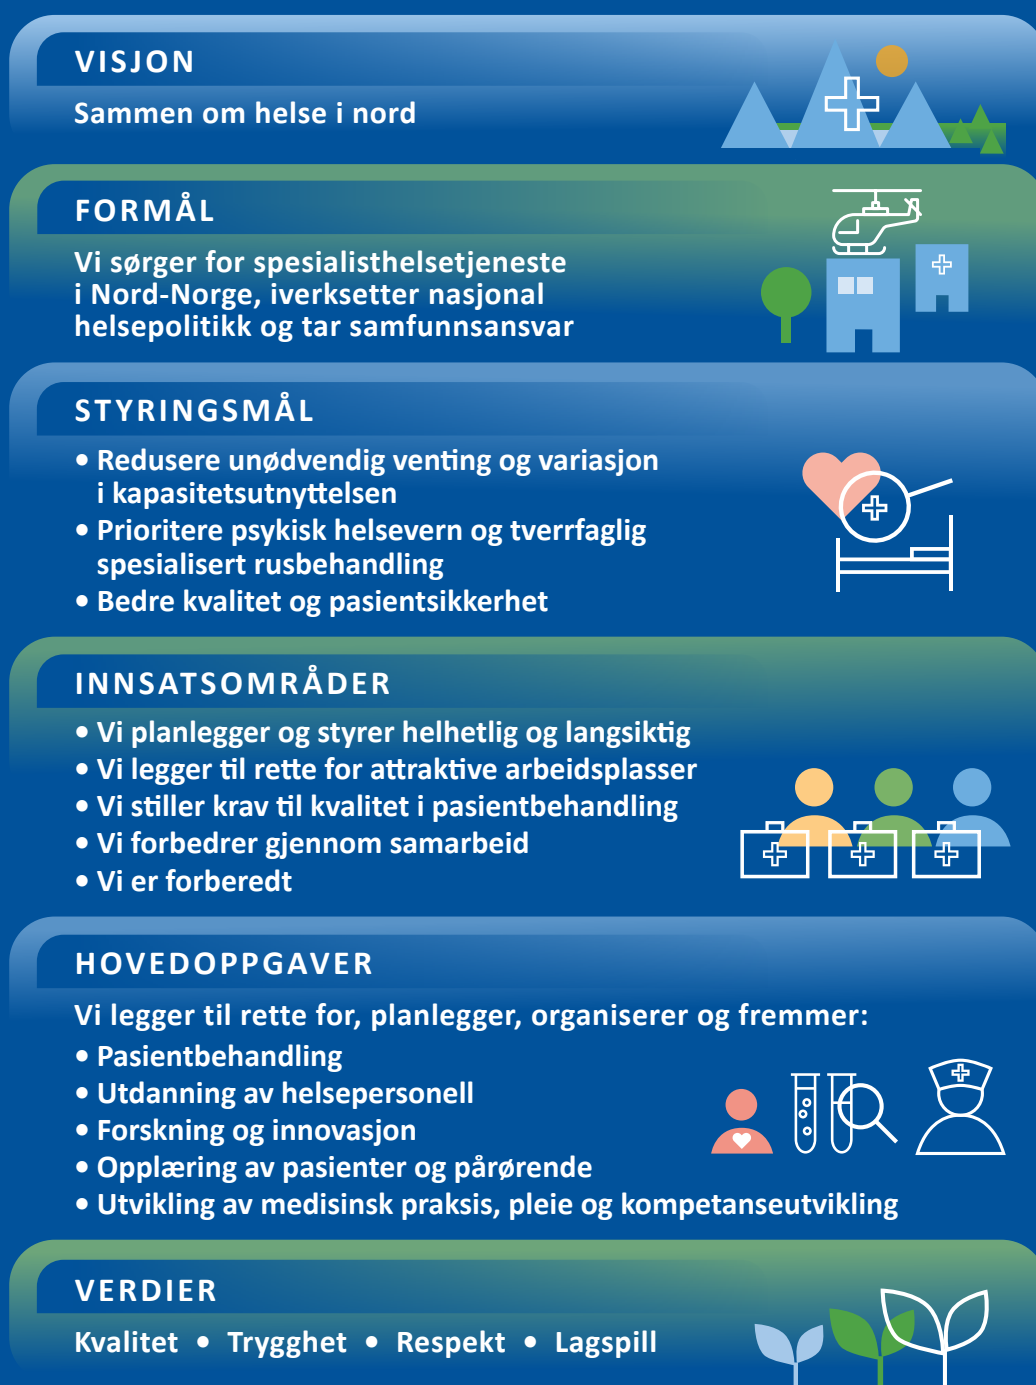 VISJON
Sammen om helse i nord
FORMÅL
Vi sørger for spesialisthelsetjeneste
i Nord-Norge, iverksetter nasjonal
helsepolitikk og tar samfunnsansvar
STYRINGSMÅL
• Redusere unødvendig venting og variasjon
i kapasitetsutnyttelsen
• Prioritere psykisk helsevern og tverrfaglig
spesialisert rusbehandling
• Bedre kvalitet og pasientsikkerhet
INNSATSOMRÅDER
• Vi planlegger og styrer helhetlig og langsiktig
• Vi legger til rette for attraktive arbeidsplasser
• Vi stiller krav til kvalitet i pasientbehandling
• Vi forbedrer gjennom samarbeid
• Vi er forberedt
HOVEDOPPGAVER
Vi legger til rette for, planlegger, organiserer og fremmer:
• Pasientbehandling
• Utdanning av helsepersonell
• Forskning og innovasjon
• Opplæring av pasienter og pårørende
• Utvikling av medisinsk praksis, pleie og kompetanseutvikling
VERDIER
Kvalitet • Trygghet • Respekt • Lagspill